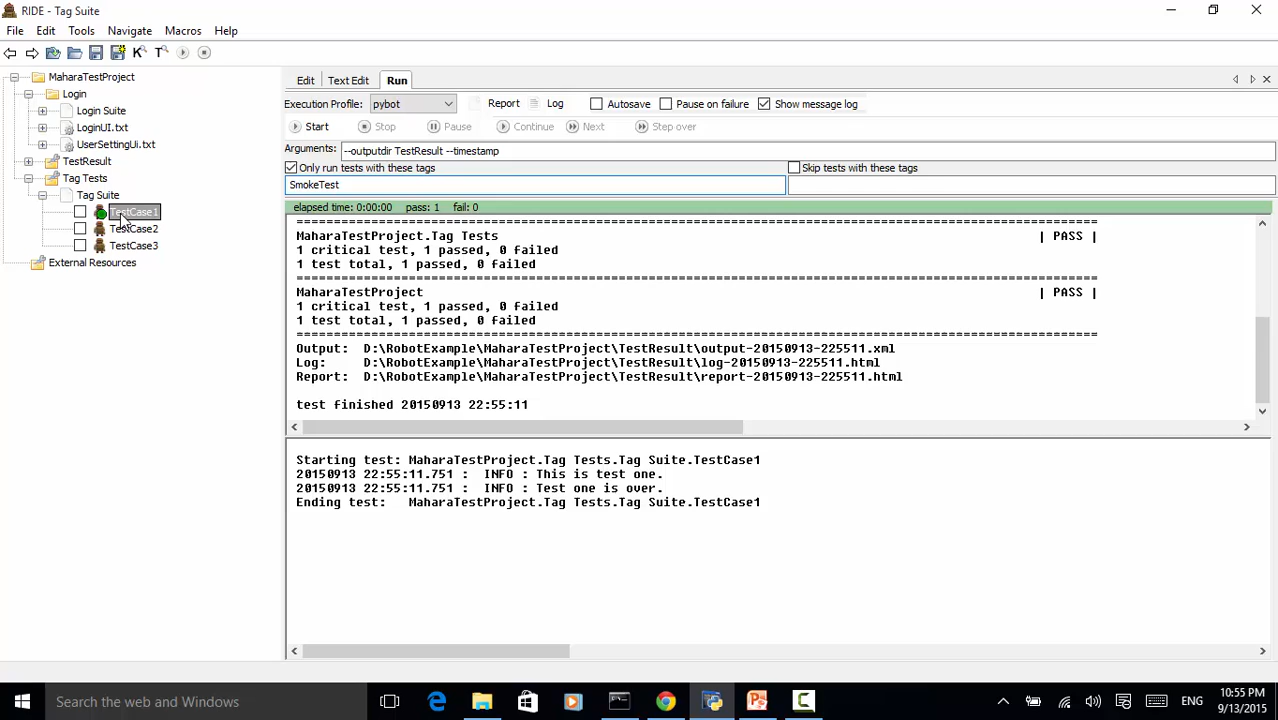 RIDE - Tag Suite
File Edit Tools Navigate Macros Help
K T
MaharaTestProject
Login
Login Suite
LoginUI.txt
UserSettingUi.txt
TestResult
Tag Tests
Tag Suite
TestCase1
TestCase2
TestCase3
External Resources
Edit Text Edit Run
Execution Profile: pybot Report Log Autosave Pause on failure Show message log
Start Stop Pause Continue Next Step over
Arguments: --outputdir TestResult --timestamp
Only run tests with these tags Skip tests with these tags
SmokeTest
elapsed time: 0:00:00 pass: 1 fail: 0
==============================================================================
MaharaTestProject.Tag Tests | PASS |
1 critical test, 1 passed, 0 failed
1 test total, 1 passed, 0 failed
==============================================================================
MaharaTestProject | PASS |
1 critical test, 1 passed, 0 failed
1 test total, 1 passed, 0 failed
==============================================================================
Output: D:\RobotExample\MaharaTestProject\TestResult\output-20150913-225511.xml
Log: D:\RobotExample\MaharaTestProject\TestResult\log-20150913-225511.html
Report: D:\RobotExample\MaharaTestProject\TestResult\report-20150913-225511.html
test finished 20150913 22:55:11
Starting test: MaharaTestProject.Tag Tests.Tag Suite.TestCase1
20150913 22:55:11.751 : INFO : This is test one.
20150913 22:55:11.751 : INFO : Test one is over.
Ending test: MaharaTestProject.Tag Tests.Tag Suite.TestCase1
Search the web and Windows
ENG
10:55 PM
9/13/2015